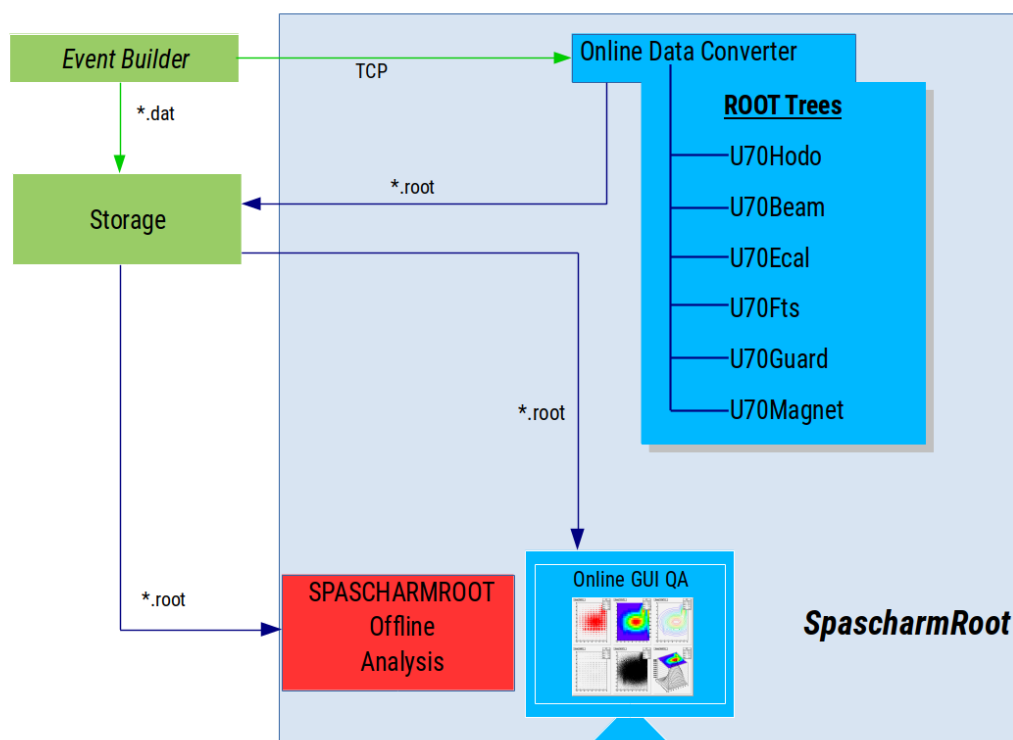 Event Builder
TCP
Online Data Converter
*.dat
ROOT Trees
U70Hodo
*.root
U70Beam
Storage
U70Ecal
U70Fts
U70Guard
*.root
U70Magnet
*.root
SPASCHARMROOT
Offline
Analysis
Online GUI QA
SpascharmRoot